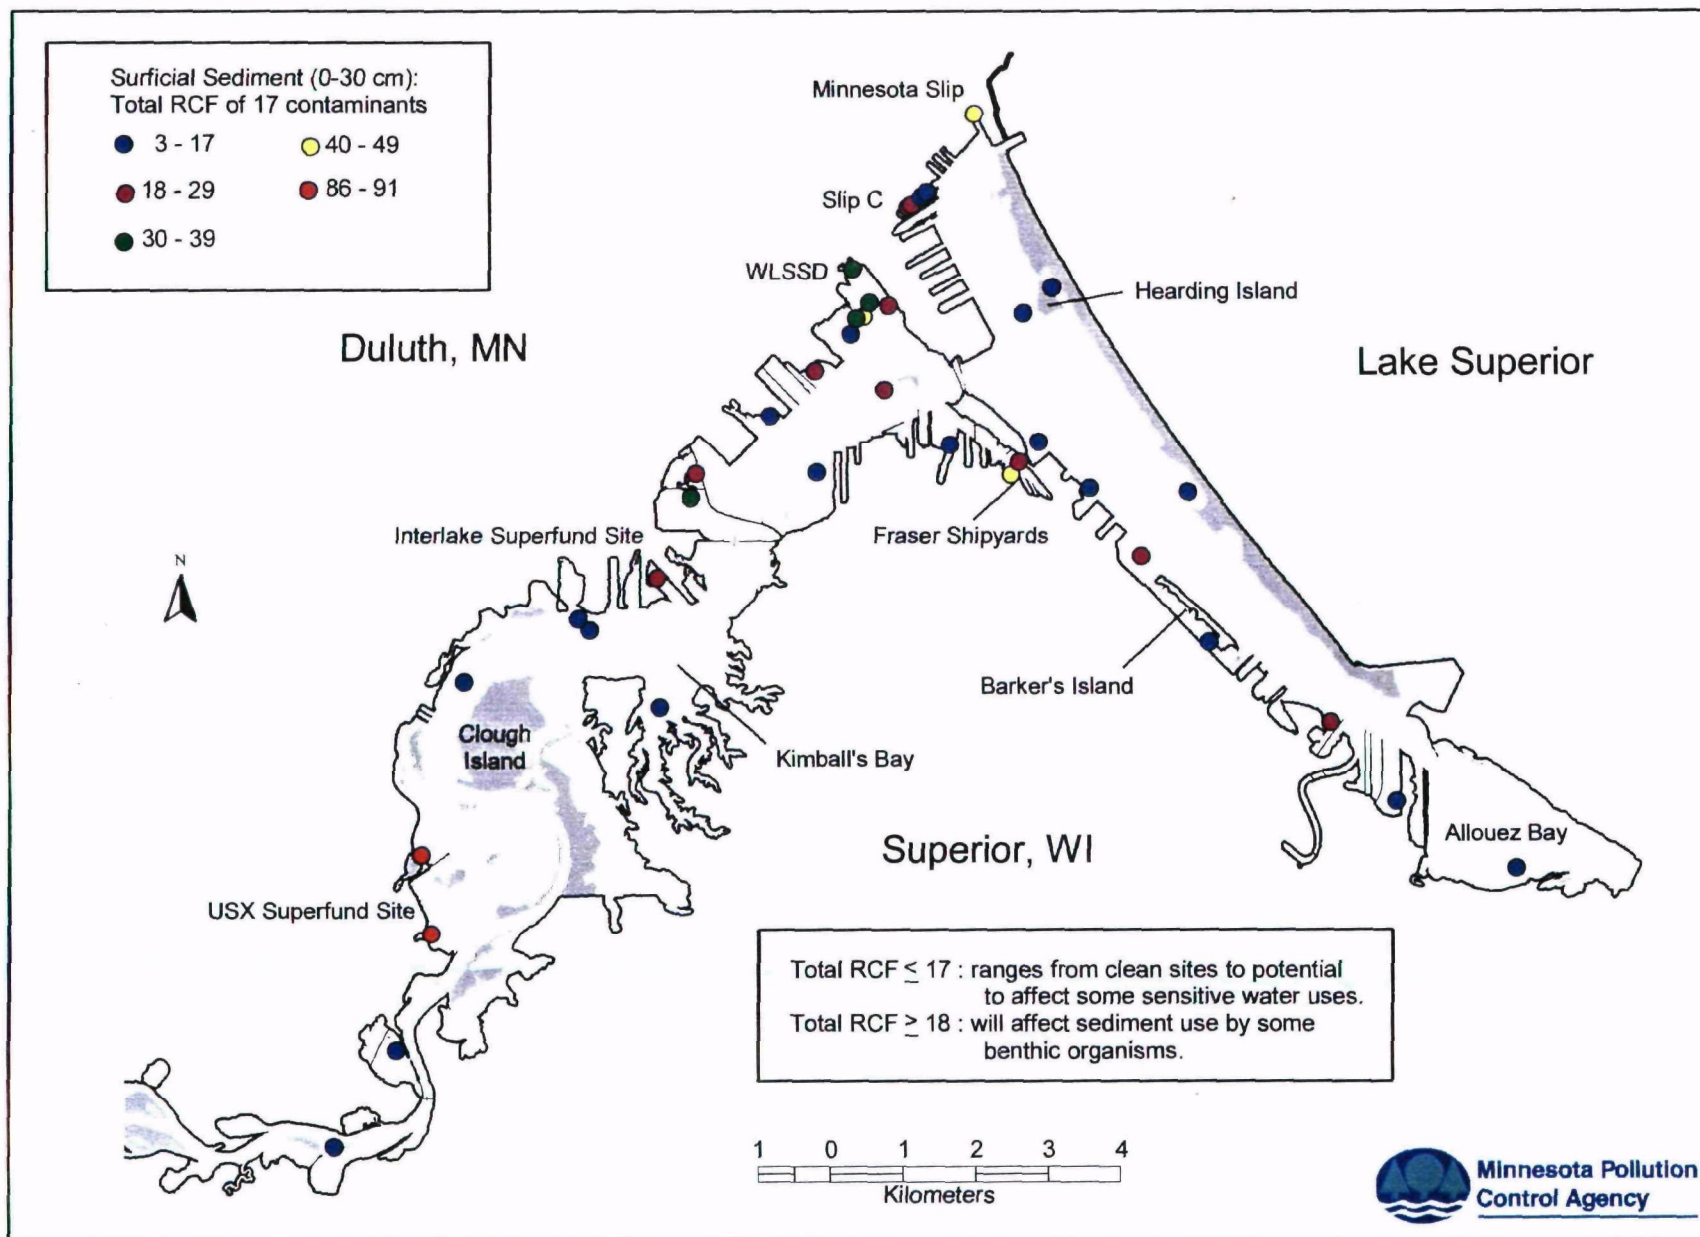 Surficial Sediment (0-30 cm):
Total RCF of 17 contaminants
3 - 17
40 - 49
18 - 29
86 - 91
30 - 39
Minnesota Slip
Slip C
WLSSD
Hearding Island
Duluth, MN
Lake Superior
Interlake Superfund Site
Fraser Shipyards
N
Barker's Island
Clough
Island
Kimball's Bay
Allouez Bay
Superior, WI
USX Superfund Site
Total RCF ≤ 17 : ranges from clean sites to potential
to affect some sensitive water uses.
Total RCF ≥ 18 : will affect sediment use by some
benthic organisms.
1 0 1 2 3 4
Kilometers
Minnesota Pollution
Control Agency